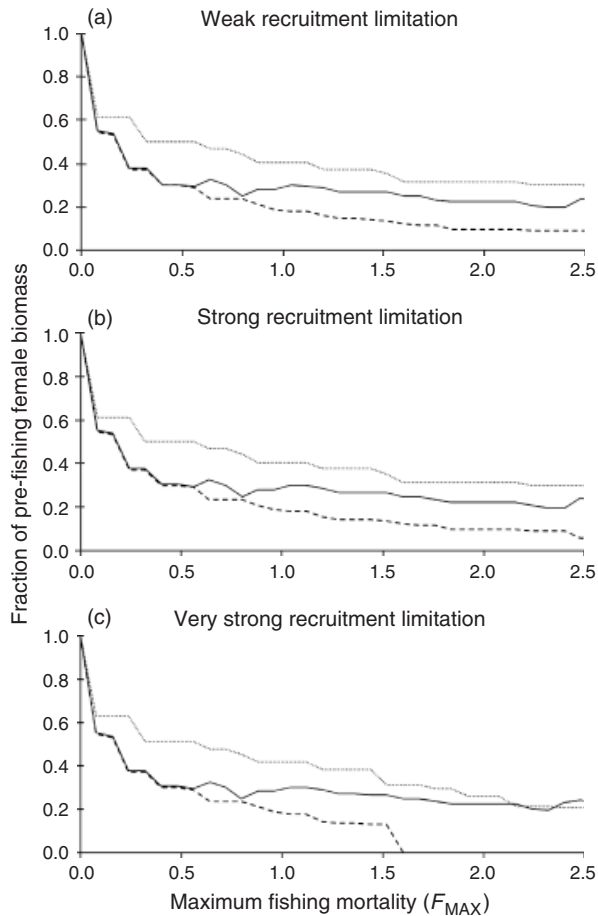 (a) Weak recruitment limitation
1.0
0.8
0.6
0.4
0.2
0.0
0.0 0.5 1.0 1.5 2.0 2.5
(b) Strong recruitment limitation
1.0
0.8
0.6
0.4
0.2
0.0
0.0 0.5 1.0 1.5 2.0 2.5
(c) Very strong recruitment limitation
1.0
0.8
0.6
0.4
0.2
0.0
0.0 0.5 1.0 1.5 2.0 2.5
Fraction of pre-fishing female biomass
Maximum fishing mortality (FMAX)